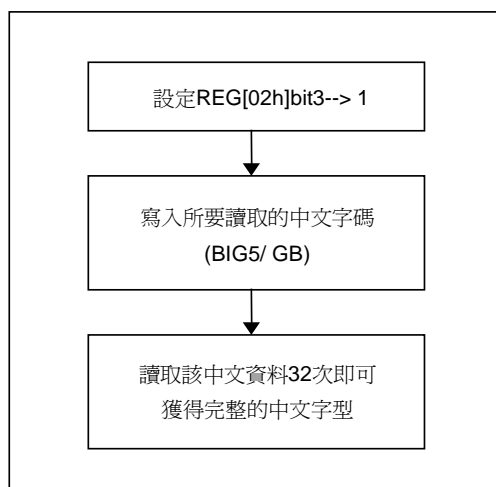 設定REG[02h]bit3--> 1
寫入所要讀取的中文字碼
(BIG5/ GB)
讀取該中文資料32次即可
獲得完整的中文字型